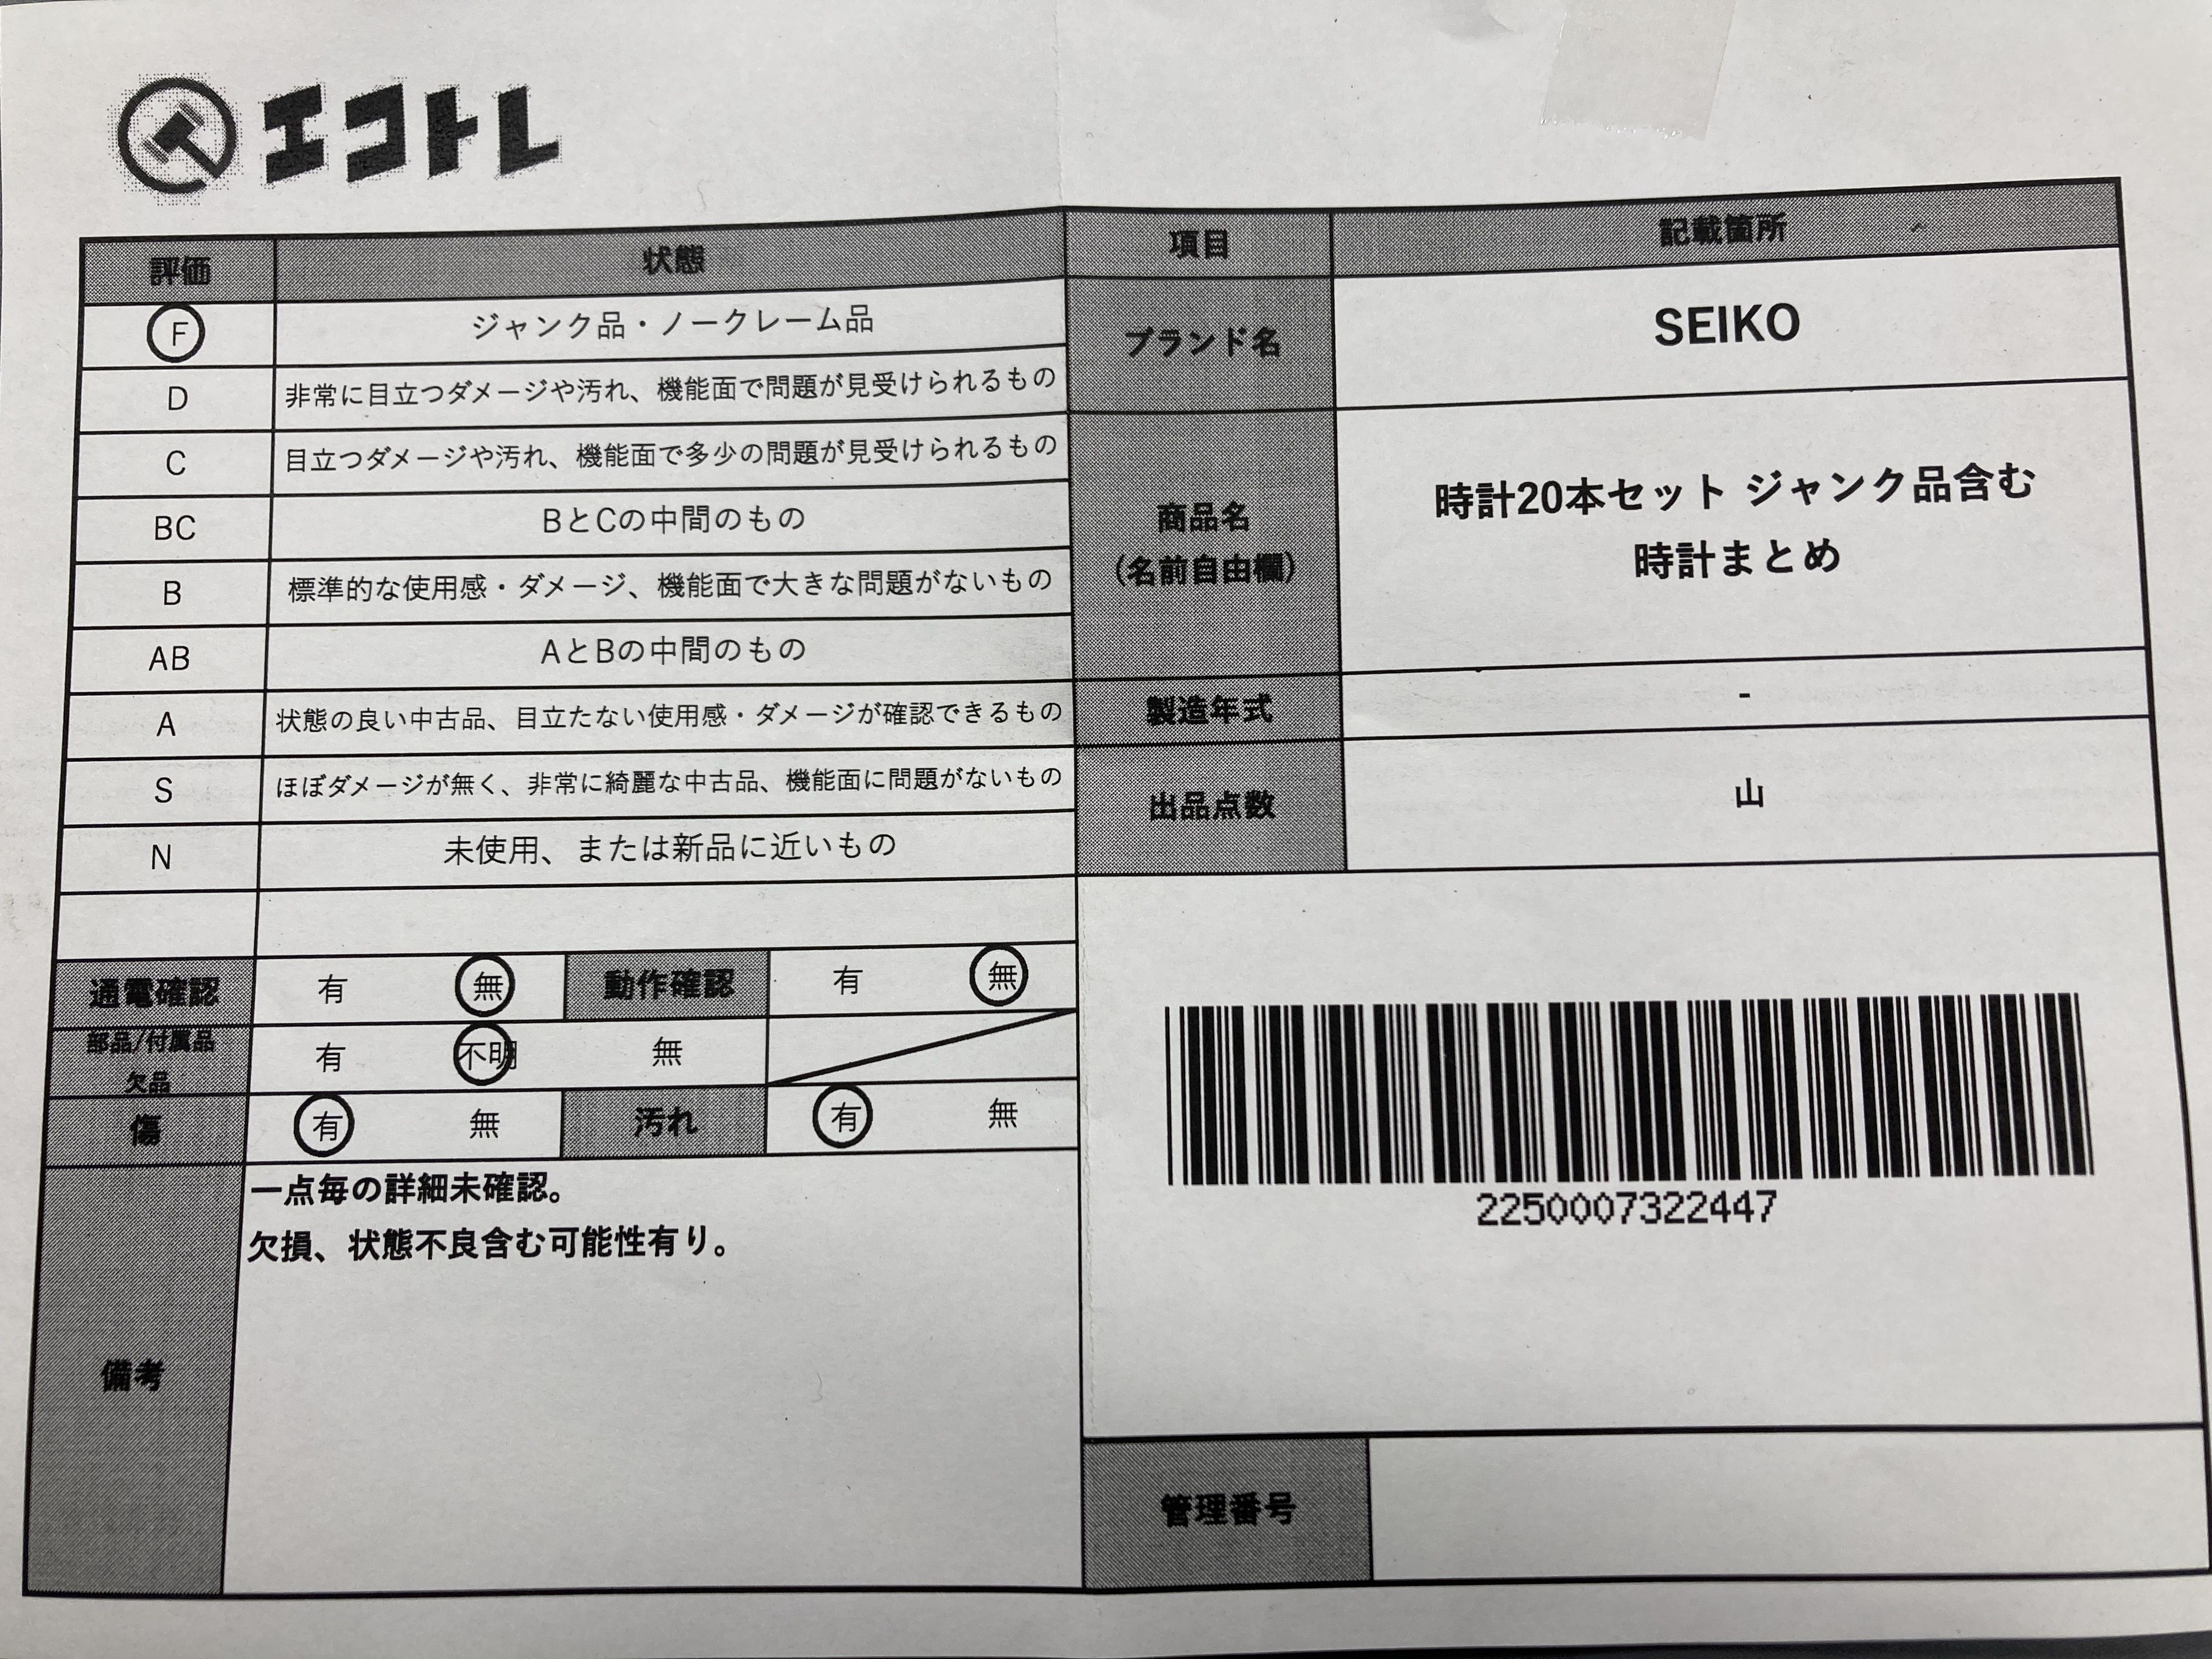 エコトレ
評価 状態
F ジャンク品・ノークレーム品
D 非常に目立つダメージや汚れ、機能面で問題が見受けられるもの
C 目立つダメージや汚れ、機能面で多少の問題が見受けられるもの
BC BとCの中間のもの
B 標準的な使用感・ダメージ、機能面で大きな問題がないもの
AB AとBの中間のもの
A 状態の良い中古品、目立たない使用感・ダメージが確認できるもの
S ほぼダメージが無く、非常に綺麗な中古品、機能面に問題がないもの
N 未使用、または新品に近いもの
通電確認 有 無 動作確認 有 無
部品/付属品
欠品 有 不明 無
傷 有 無 汚れ 有 無
備考
一点毎の詳細未確認。
欠損、状態不良含む可能性有り。
項目 記載箇所
ブランド名 SEIKO
商品名
(名前自由欄)
時計20本セット ジャンク品含む
時計まとめ
製造年式 -
出品点数 山
2250007322447
管理番号